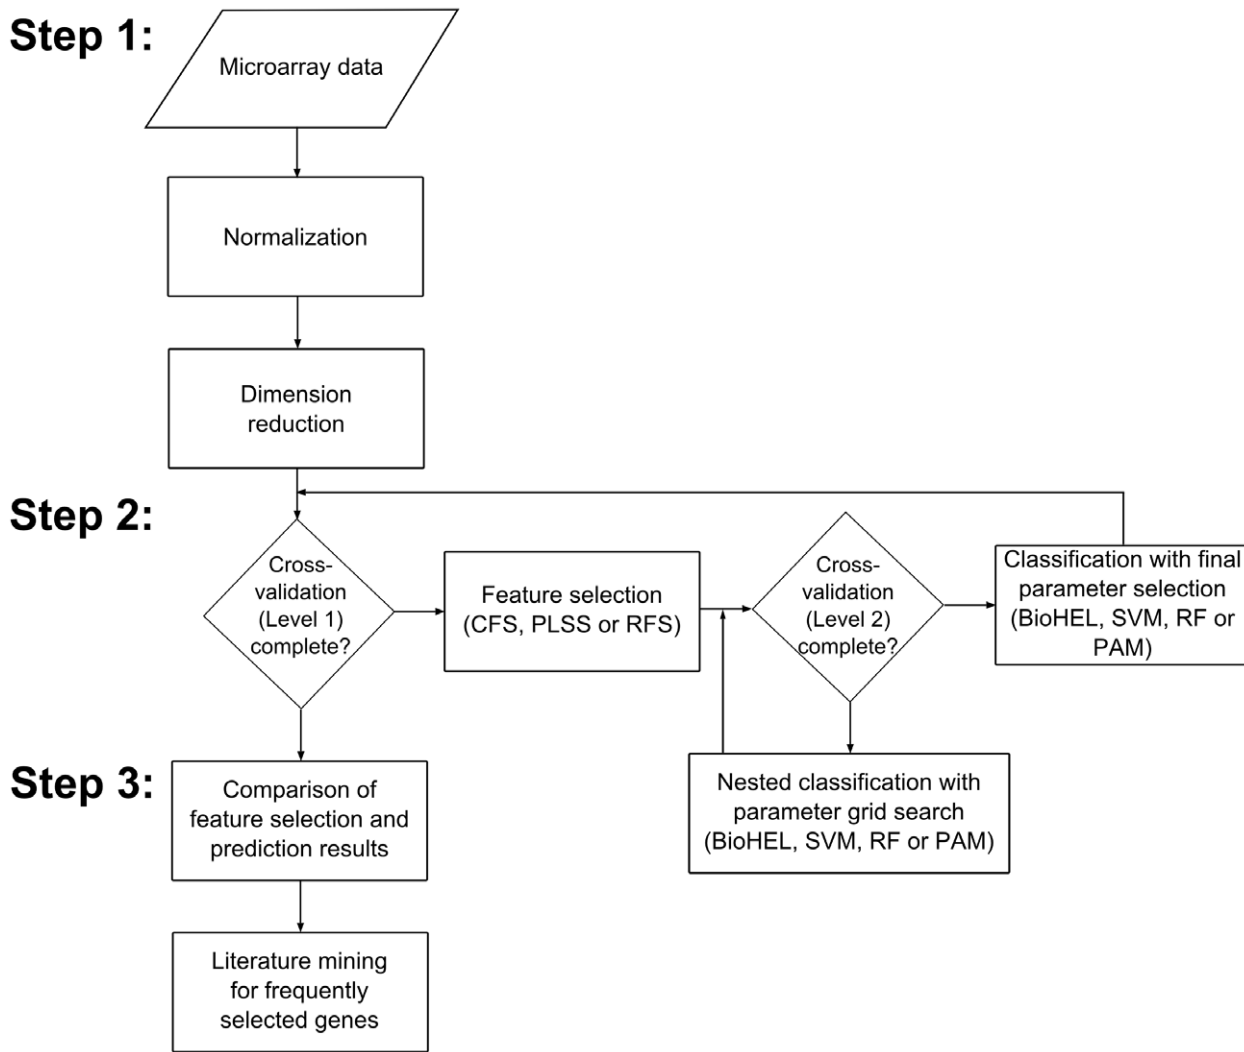 Step 1:
Microarray data
Normalization
Dimension
reduction
Step 2:
Cross-
validation
(Level 1)
complete?
Feature selection
(CFS, PLSS or RFS)
Cross-
validation
(Level 2)
complete?
Classification with final
parameter selection
(BioHEL, SVM, RF or
PAM)
Step 3:
Comparison of
feature selection and
prediction results
Nested classification with
parameter grid search
(BioHEL, SVM, RF or PAM)
Literature mining
for frequently
selected genes